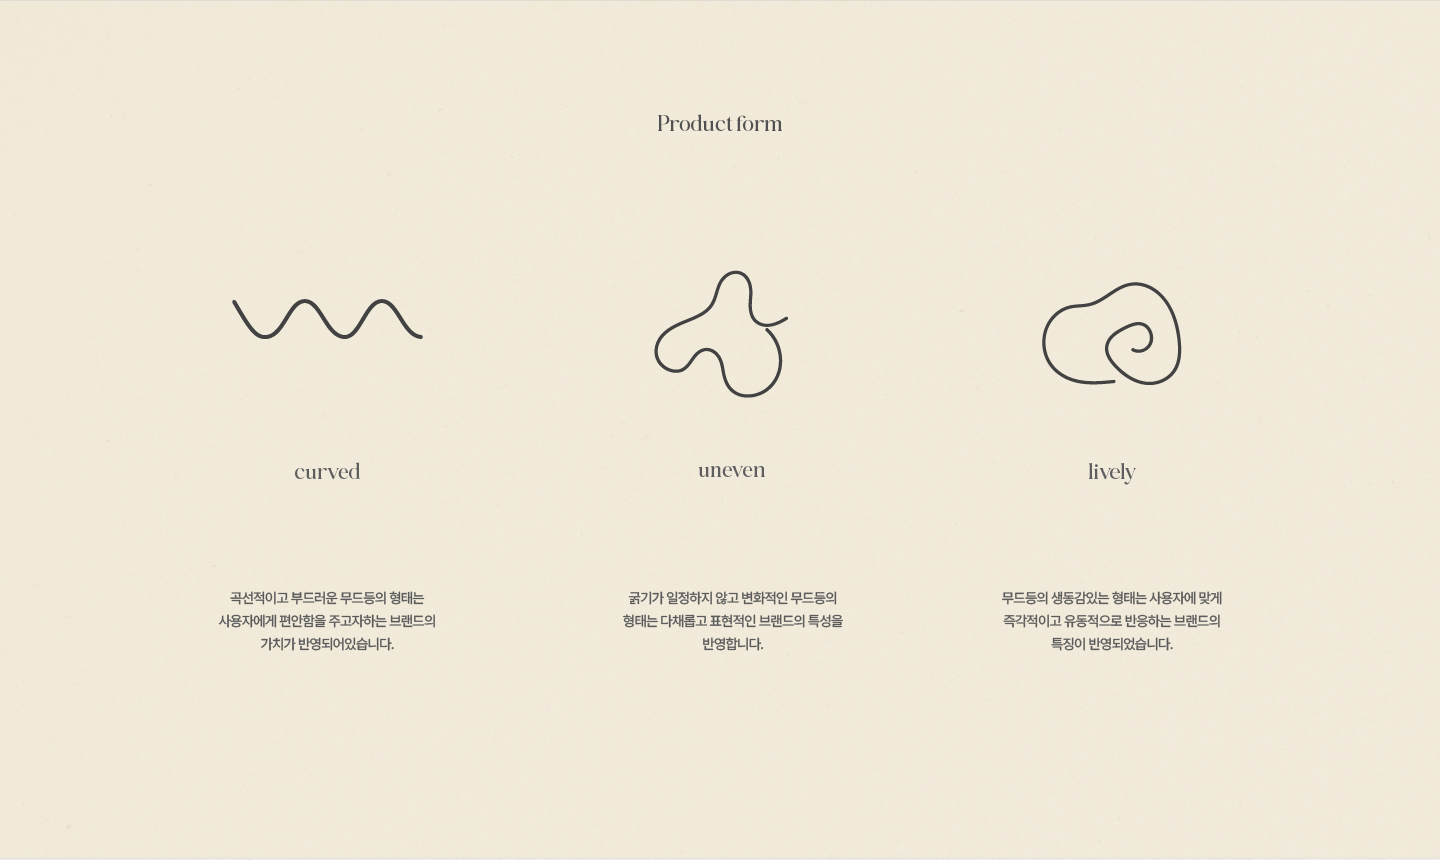 Product form
curved
uneven
lively
곡선적이고 부드러운 무드등의 형태는
사용자에게 편안함을 주고자하는 브랜드의
가치가 반영되어있습니다.
굵기가 일정하지 않고 변화적인 무드등의
형태는 다채롭고 표현적인 브랜드의 특성을
반영합니다.
무드등의 생동감있는 형태는 사용자에 맞게
즉각적이고 유동적으로 반응하는 브랜드의
특징이 반영되었습니다.